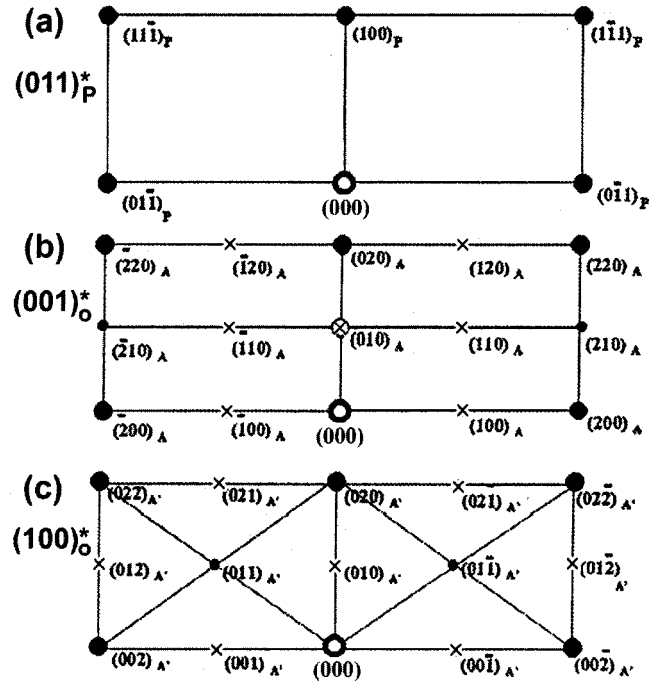 (a)
(011)*P
(111̄)P (100)P (11̄1)P
(011̄)P (000) (01̄1)P
(b)
(001)*o
(2̄20)A (1̄20)A (020)A (120)A (220)A
(2̄10)A (1̄10)A (010)A (110)A (210)A
(2̄00)A (1̄00)A (000) (100)A (200)A
(c)
(100)*o
(022)A' (021)A' (020)A' (021̄)A' (022̄)A'
(012)A' (011)A' (010)A' (011̄)A' (012̄)A'
(002)A' (001)A' (000) (001̄)A' (002̄)A'